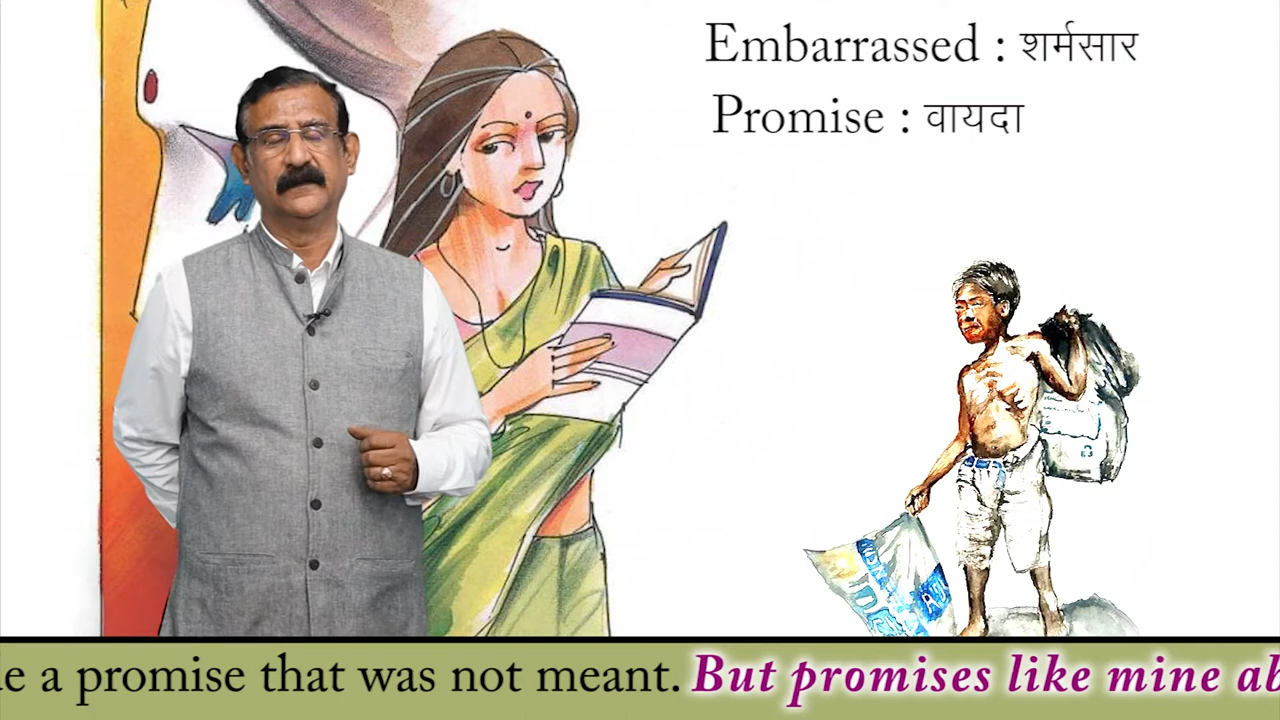 Embarrassed : शर्मसार
Promise : वायदा
a promise that was not meant. But promises like mine